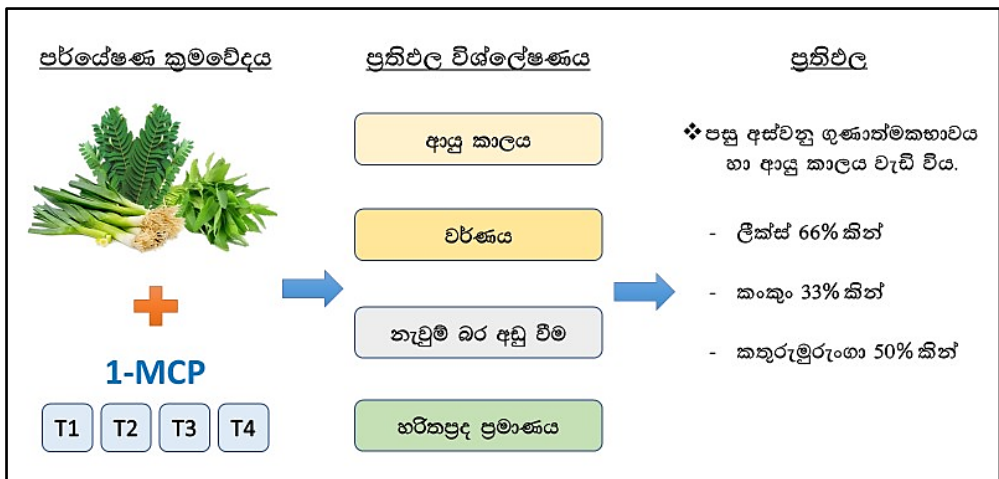 පර්යේෂණ ක්‍රමවේදය
1-MCP
T1 T2 T3 T4
ප්‍රතිඵල විශ්ලේෂණය
ආයු කාලය
වර්ණය
නැවුම් බර අඩු වීම
හරිතප්‍රද ප්‍රමාණය
ප්‍රතිඵල
❖ පසු අස්වනු ගුණාත්මකභාවය
හා ආයු කාලය වැඩි විය.
- ලීක්ස් 66% කින්
- කංකුං 33% කින්
- කතුරුමුරුංගා 50% කින්